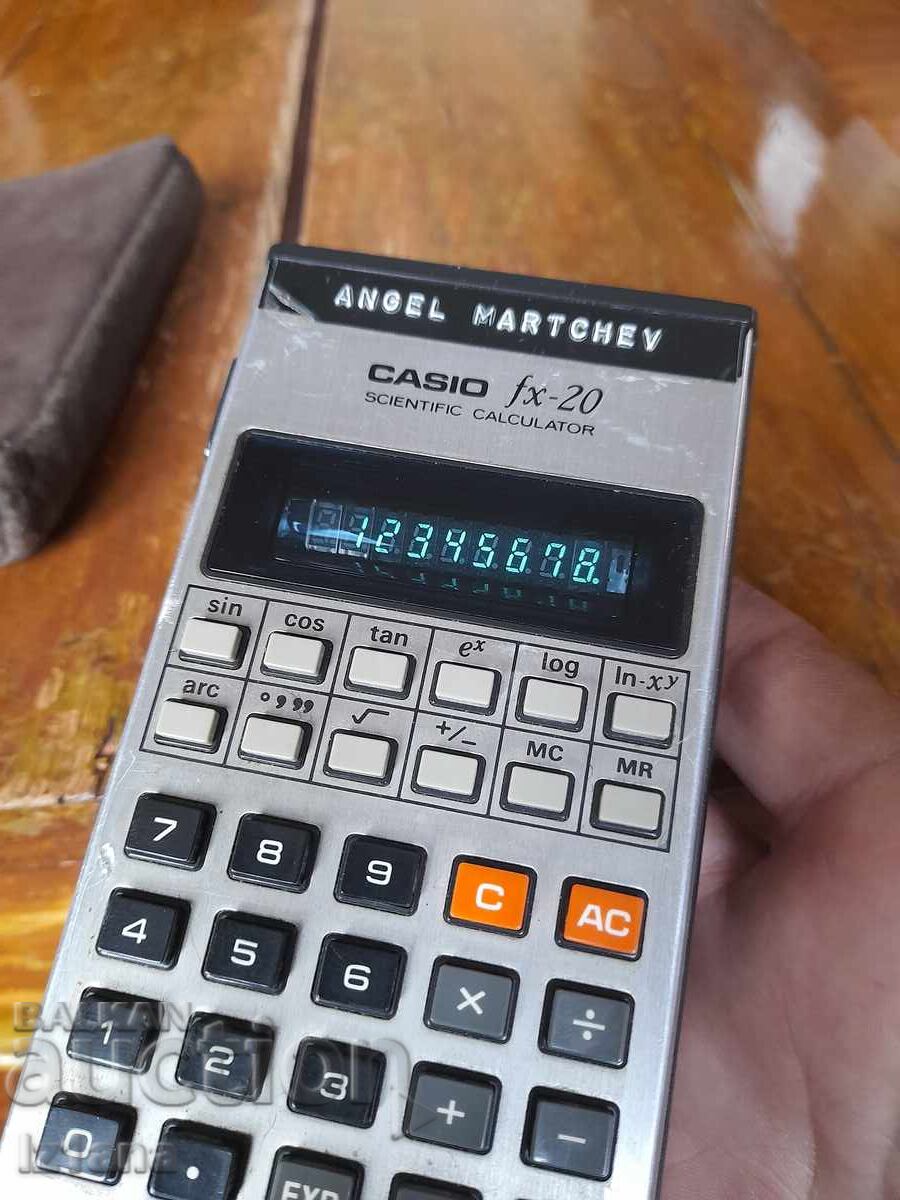 ANGEL MARTCHEV
CASIO fx-20
SCIENTIFIC CALCULATOR
12345678.
sin cos tan eˣ log ln-xʸ
arc °,,, √‾ +/− MC MR
7 8 9 C AC
4 5 6 × ÷
1 2 3 + −
0 . EXP
BALKAN
auction
Izvana